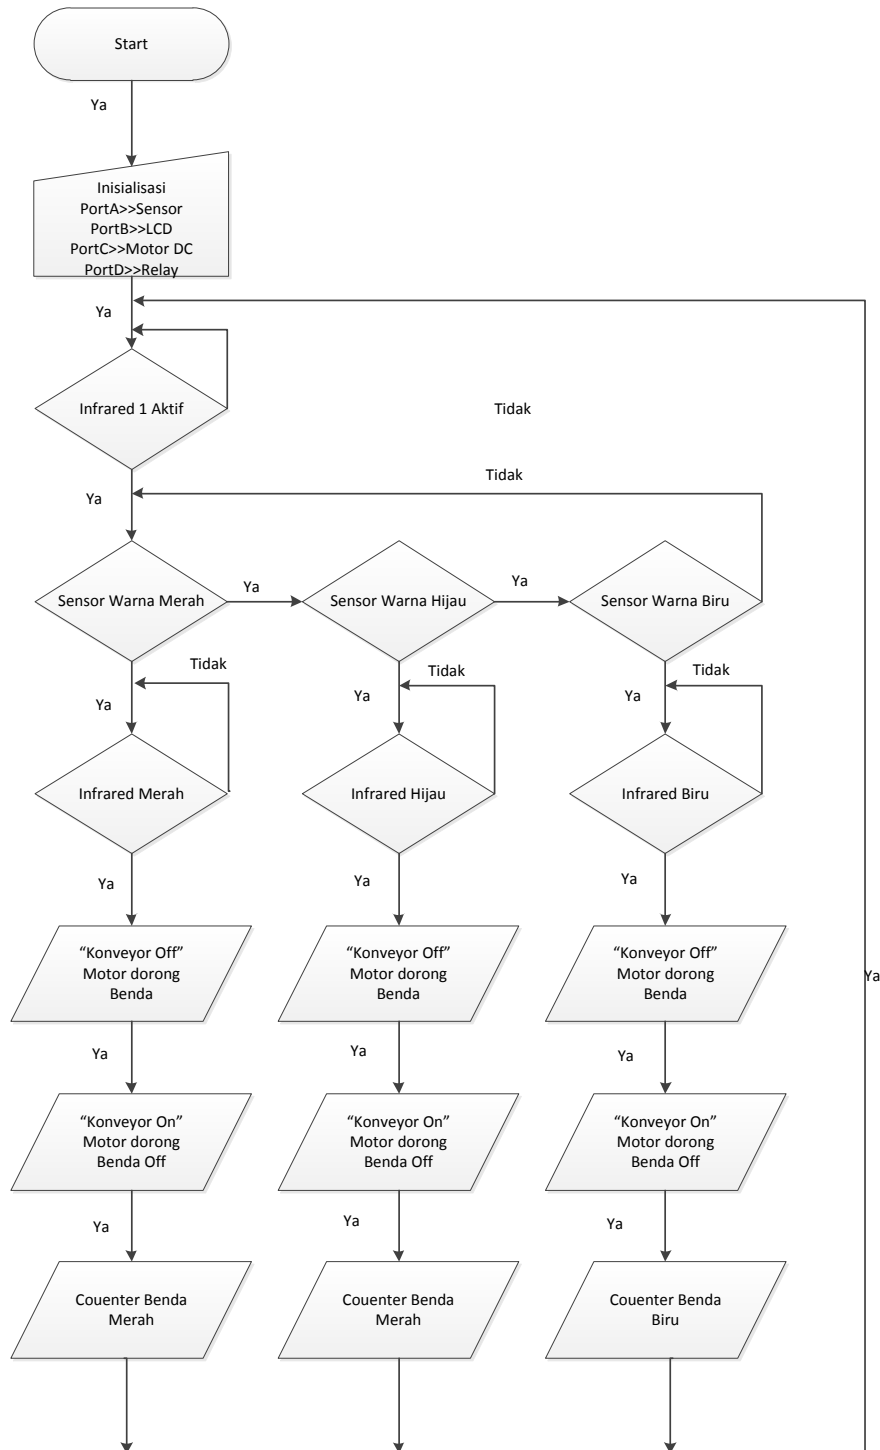 Start
Ya
Inisialisasi
PortA>>Sensor
PortB>>LCD
PortC>>Motor DC
PortD>>Relay
Ya
Infrared 1 Aktif
Tidak
Tidak
Ya
Sensor Warna Merah
Ya
Sensor Warna Hijau
Ya
Sensor Warna Biru
Tidak
Tidak
Tidak
Ya
Ya
Ya
Infrared Merah
Infrared Hijau
Infrared Biru
Ya
Ya
Ya
“Konveyor Off”
Motor dorong
Benda
“Konveyor Off”
Motor dorong
Benda
“Konveyor Off”
Motor dorong
Benda
Ya
Ya
Ya
Ya
“Konveyor On”
Motor dorong
Benda Off
“Konveyor On”
Motor dorong
Benda Off
“Konveyor On”
Motor dorong
Benda Off
Ya
Ya
Ya
Couenter Benda
Merah
Couenter Benda
Merah
Couenter Benda
Biru